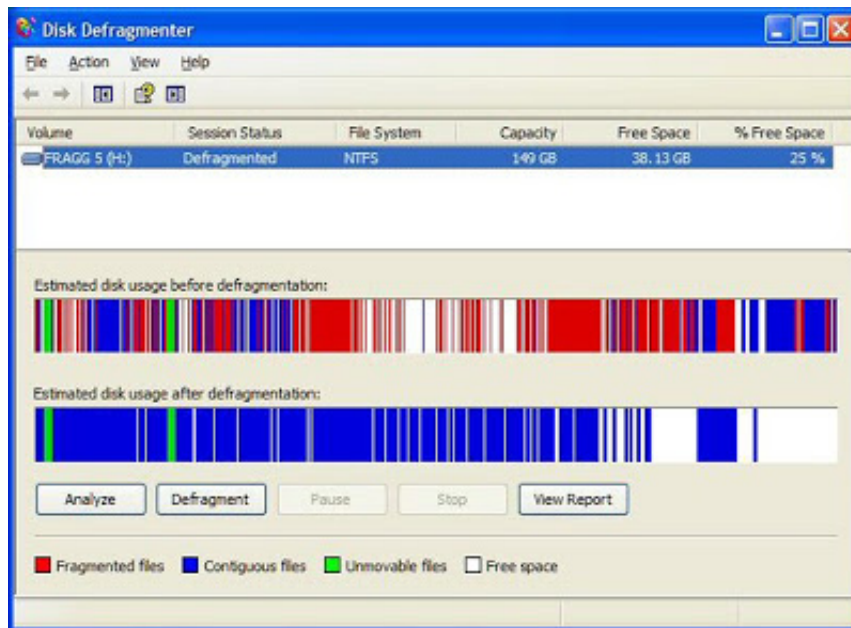 Disk Defragmenter
File Action View Help
Volume Session Status File System Capacity Free Space % Free Space
FRAGG 5 (H:) Defragmented NTFS 149 GB 38.13 GB 25 %
Estimated disk usage before defragmentation:
Estimated disk usage after defragmentation:
Analyze Defragment Pause Stop View Report
Fragmented files Contiguous files Unmovable files Free space